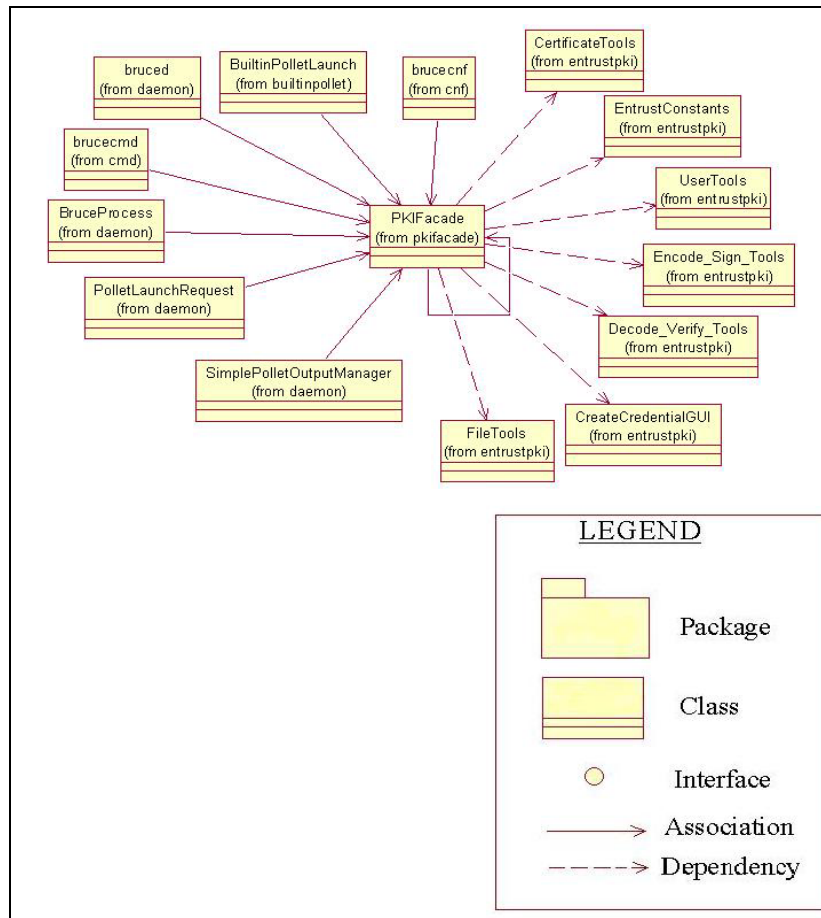 bruced
(from daemon)
BuiltinPolletLaunch
(from builtinpollet)
brucecnf
(from cnf)
CertificateTools
(from entrustpki)
EntrustConstants
(from entrustpki)
brucecmd
(from cmd)
UserTools
(from entrustpki)
BruceProcess
(from daemon)
PKIFacade
(from pkifacade)
Encode_Sign_Tools
(from entrustpki)
PolletLaunchRequest
(from daemon)
Decode_Verify_Tools
(from entrustpki)
SimplePolletOutputManager
(from daemon)
CreateCredentialGUI
(from entrustpki)
FileTools
(from entrustpki)
LEGEND
Package
Class
Interface
Association
Dependency